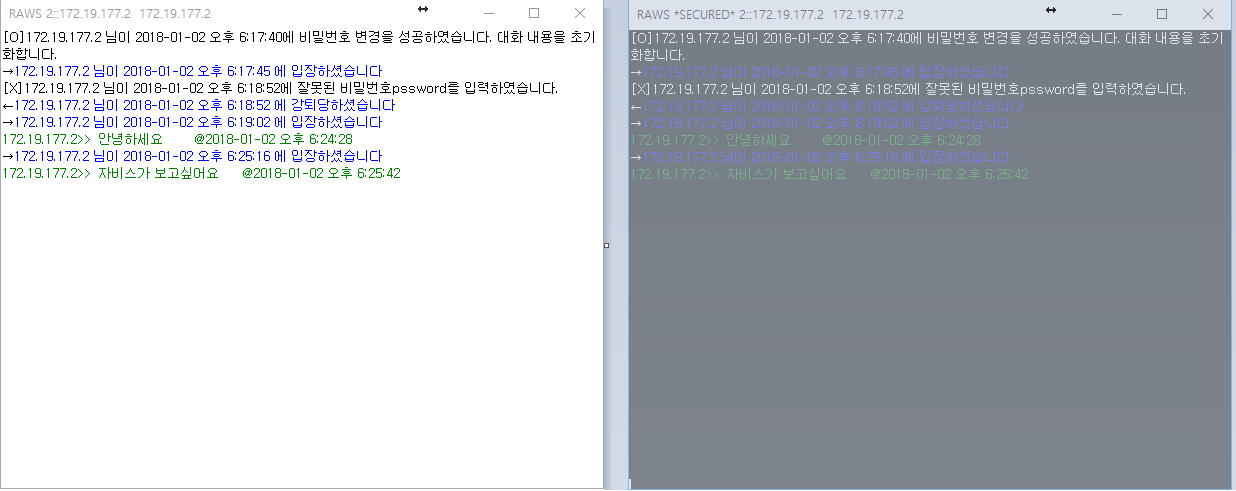 RAWS 2::172.19.177.2 172.19.177.2
[O]172.19.177.2 님이 2018-01-02 오후 6:17:40에 비밀번호 변경을 성공하였습니다. 대화 내용을 초기
화합니다.
→172.19.177.2 님이 2018-01-02 오후 6:17:45 에 입장하셨습니다
[X]172.19.177.2 님이 2018-01-02 오후 6:18:52에 잘못된 비밀번호pssword를 입력하였습니다.
←172.19.177.2 님이 2018-01-02 오후 6:18:52 에 강퇴당하셨습니다
→172.19.177.2 님이 2018-01-02 오후 6:19:02 에 입장하셨습니다
172.19.177.2>> 안녕하세요 @2018-01-02 오후 6:24:28
→172.19.177.2 님이 2018-01-02 오후 6:25:16 에 입장하셨습니다
172.19.177.2>> 자비스가 보고싶어요 @2018-01-02 오후 6:25:42
RAWS *SECURED* 2::172.19.177.2 172.19.177.2
[O]172.19.177.2 님이 2018-01-02 오후 6:17:40에 비밀번호 변경을 성공하였습니다. 대화 내용을 초기
화합니다.
→172.19.177.2 님이 2018-01-02 오후 6:17:45 에 입장하셨습니다
[X]172.19.177.2 님이 2018-01-02 오후 6:18:52에 잘못된 비밀번호pssword를 입력하였습니다.
←172.19.177.2 님이 2018-01-02 오후 6:18:52 에 강퇴당하셨습니다
→172.19.177.2 님이 2018-01-02 오후 6:19:02 에 입장하셨습니다
172.19.177.2>> 안녕하세요 @2018-01-02 오후 6:24:28
→172.19.177.2 님이 2018-01-02 오후 6:25:16 에 입장하셨습니다
172.19.177.2>> 자비스가 보고싶어요 @2018-01-02 오후 6:25:42